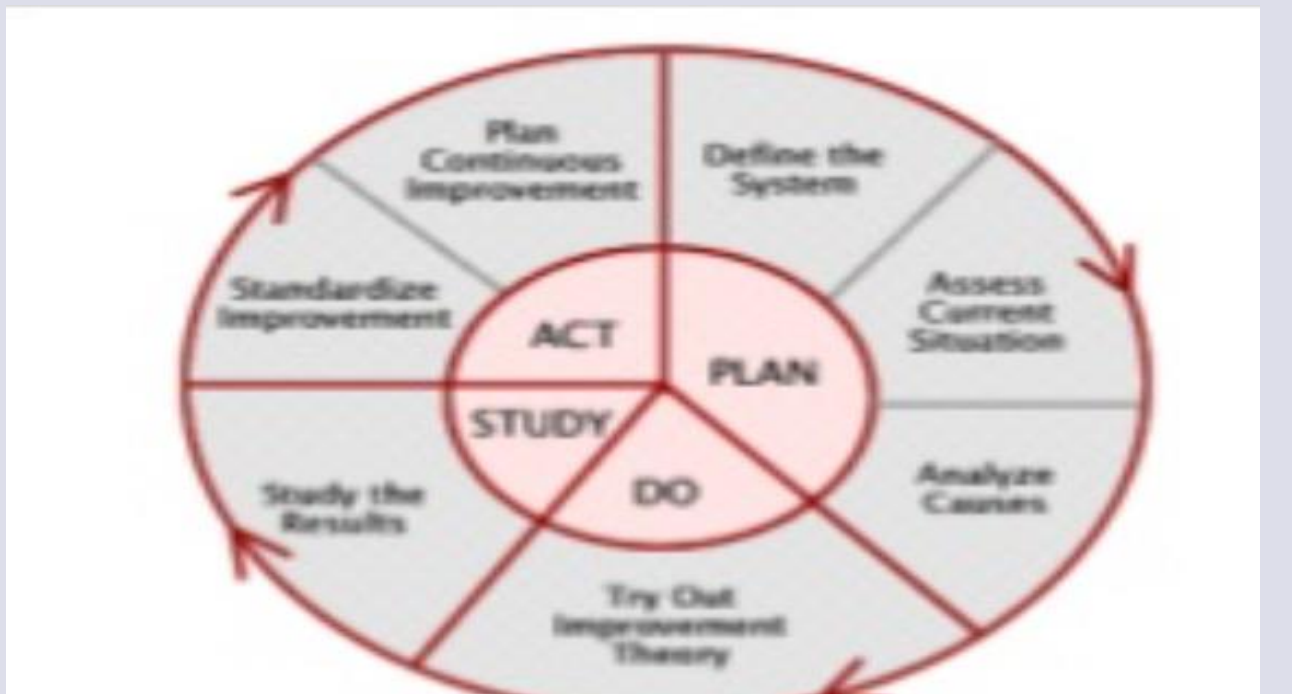 Plan
Continuous
Improvement
Define the
System
Assess
Current
Situation
Analyze
Causes
Try Out
Improvement
Theory
Study the
Results
Standardize
Improvement
ACT
PLAN
STUDY
DO